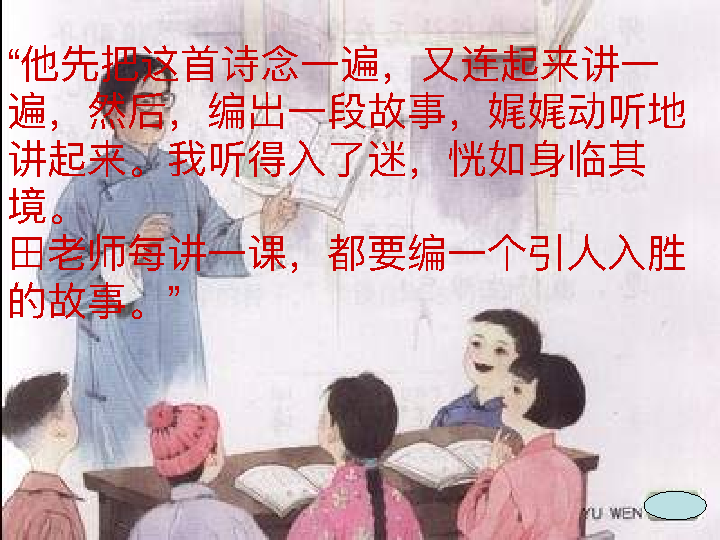 “他先把这首诗念一遍，又连起来讲一
遍，然后，编出一段故事，娓娓动听地
讲起来。我听得入了迷，恍如身临其
境。
田老师每讲一课，都要编一个引人入胜
的故事。”
YU WEN